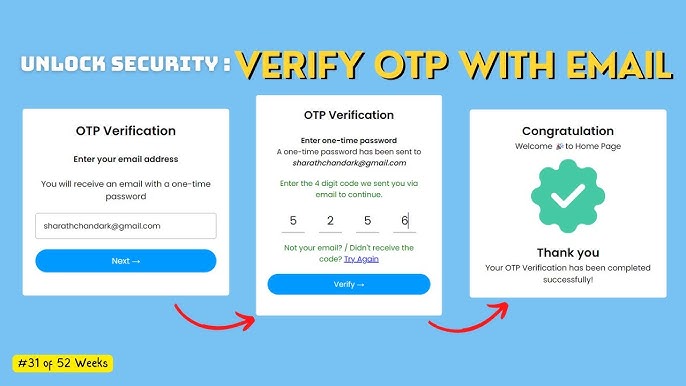 UNLOCK SECURITY : VERIFY OTP WITH EMAIL
OTP Verification
Enter your email address
You will receive an email with a one-time
password
sharathchandark@gmail.com
Next →
OTP Verification
Enter one-time password
A one-time password has been sent to
sharathchandark@gmail.com
Enter the 4 digit code we sent you via
email to continue.
5 2 5 6
Not your email? / Didn't receive the
code? Try Again
Verify →
Congratulation
Welcome 🎉 to Home Page
Thank you
Your OTP Verification has been completed
successfully!
#31 of 52 Weeks